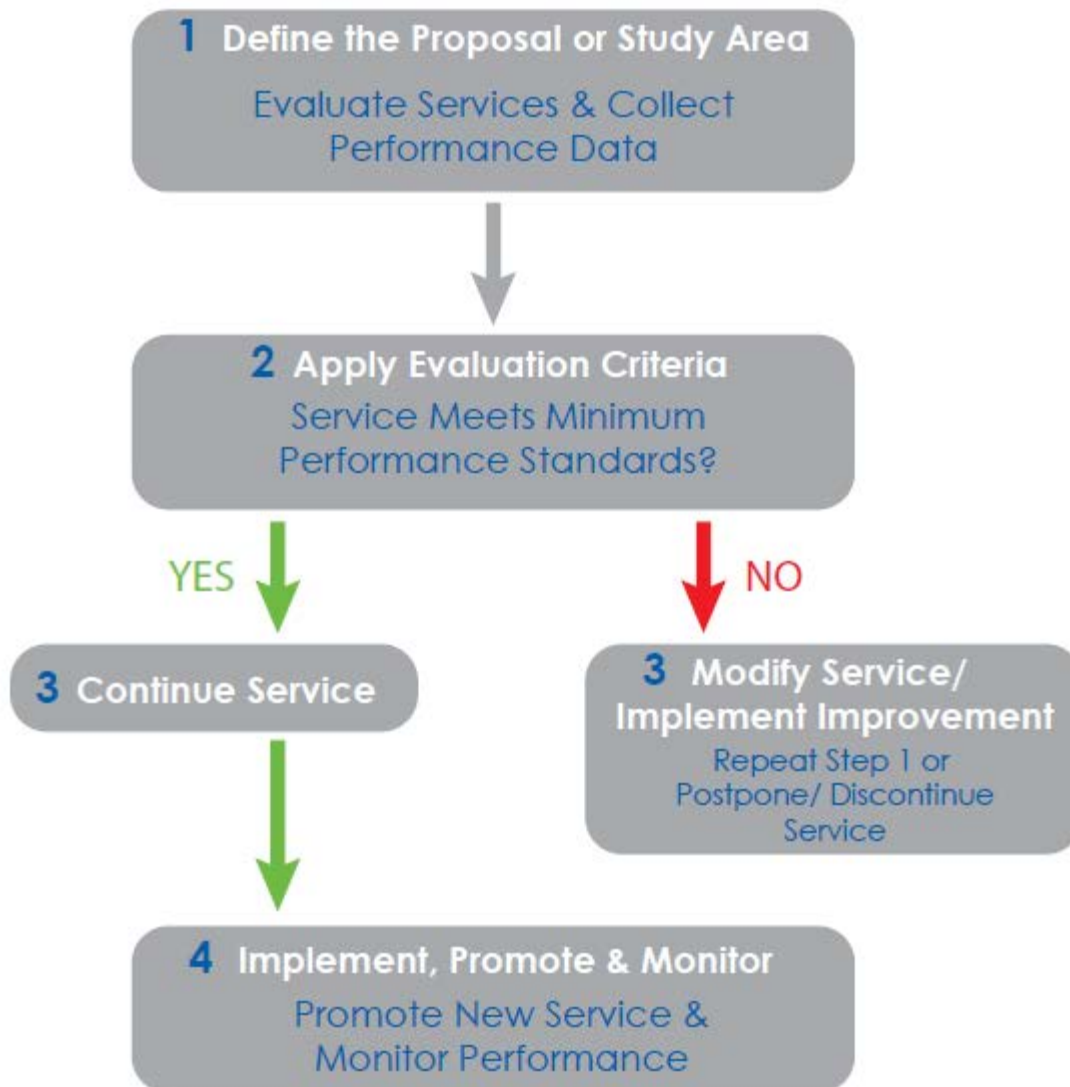 1 Define the Proposal or Study Area
Evaluate Services & Collect
Performance Data
2 Apply Evaluation Criteria
Service Meets Minimum
Performance Standards?
YES
NO
3 Continue Service
3 Modify Service/
Implement Improvement
Repeat Step 1 or
Postpone/ Discontinue
Service
4 Implement, Promote & Monitor
Promote New Service &
Monitor Performance